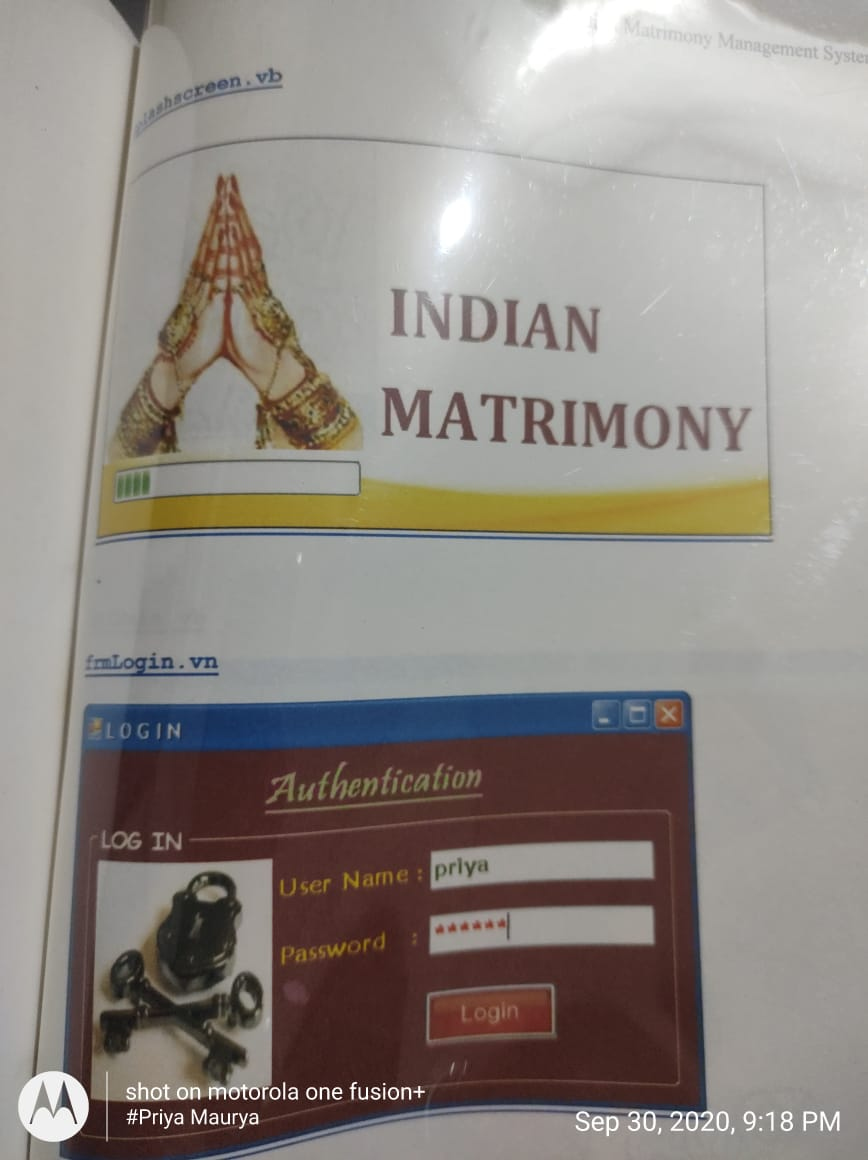 Matrimony Management System
splashscreen.vb
INDIAN
MATRIMONY
frmLogin.vn
LOGIN
Authentication
LOG IN
User Name : priya
Password : ******
Login
shot on motorola one fusion+
#Priya Maurya
Sep 30, 2020, 9:18 PM